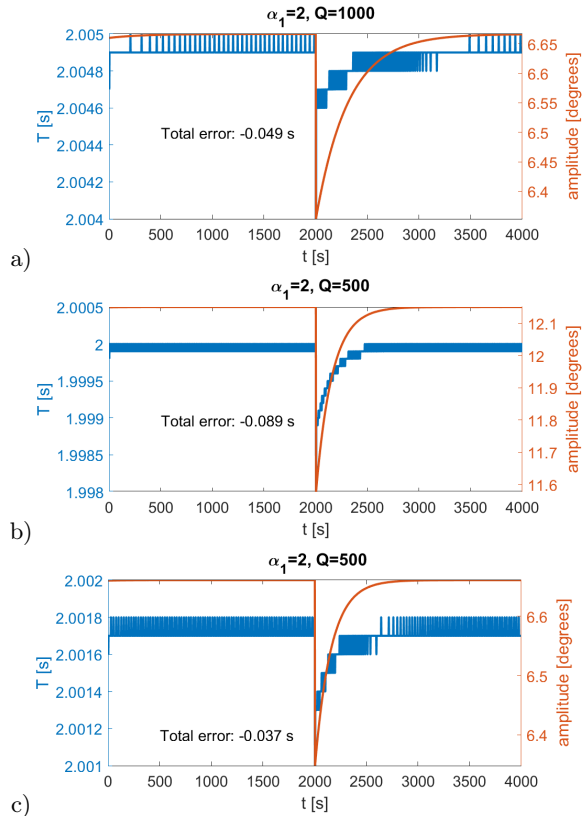 α₁=2, Q=1000
2.005
2.0048
2.0046
2.0044
2.0042
2.004
T [s]
6.65
6.6
6.55
6.5
6.45
6.4
amplitude [degrees]
Total error: -0.049 s
0 500 1000 1500 2000 2500 3000 3500 4000
t [s]
a)
α₁=2, Q=500
2.0005
2
1.9995
1.999
1.9985
1.998
T [s]
12.1
12
11.9
11.8
11.7
11.6
amplitude [degrees]
Total error: -0.089 s
0 500 1000 1500 2000 2500 3000 3500 4000
t [s]
b)
α₁=2, Q=500
2.002
2.0018
2.0016
2.0014
2.0012
2.001
T [s]
6.6
6.55
6.5
6.45
6.4
amplitude [degrees]
Total error: -0.037 s
0 500 1000 1500 2000 2500 3000 3500 4000
t [s]
c)